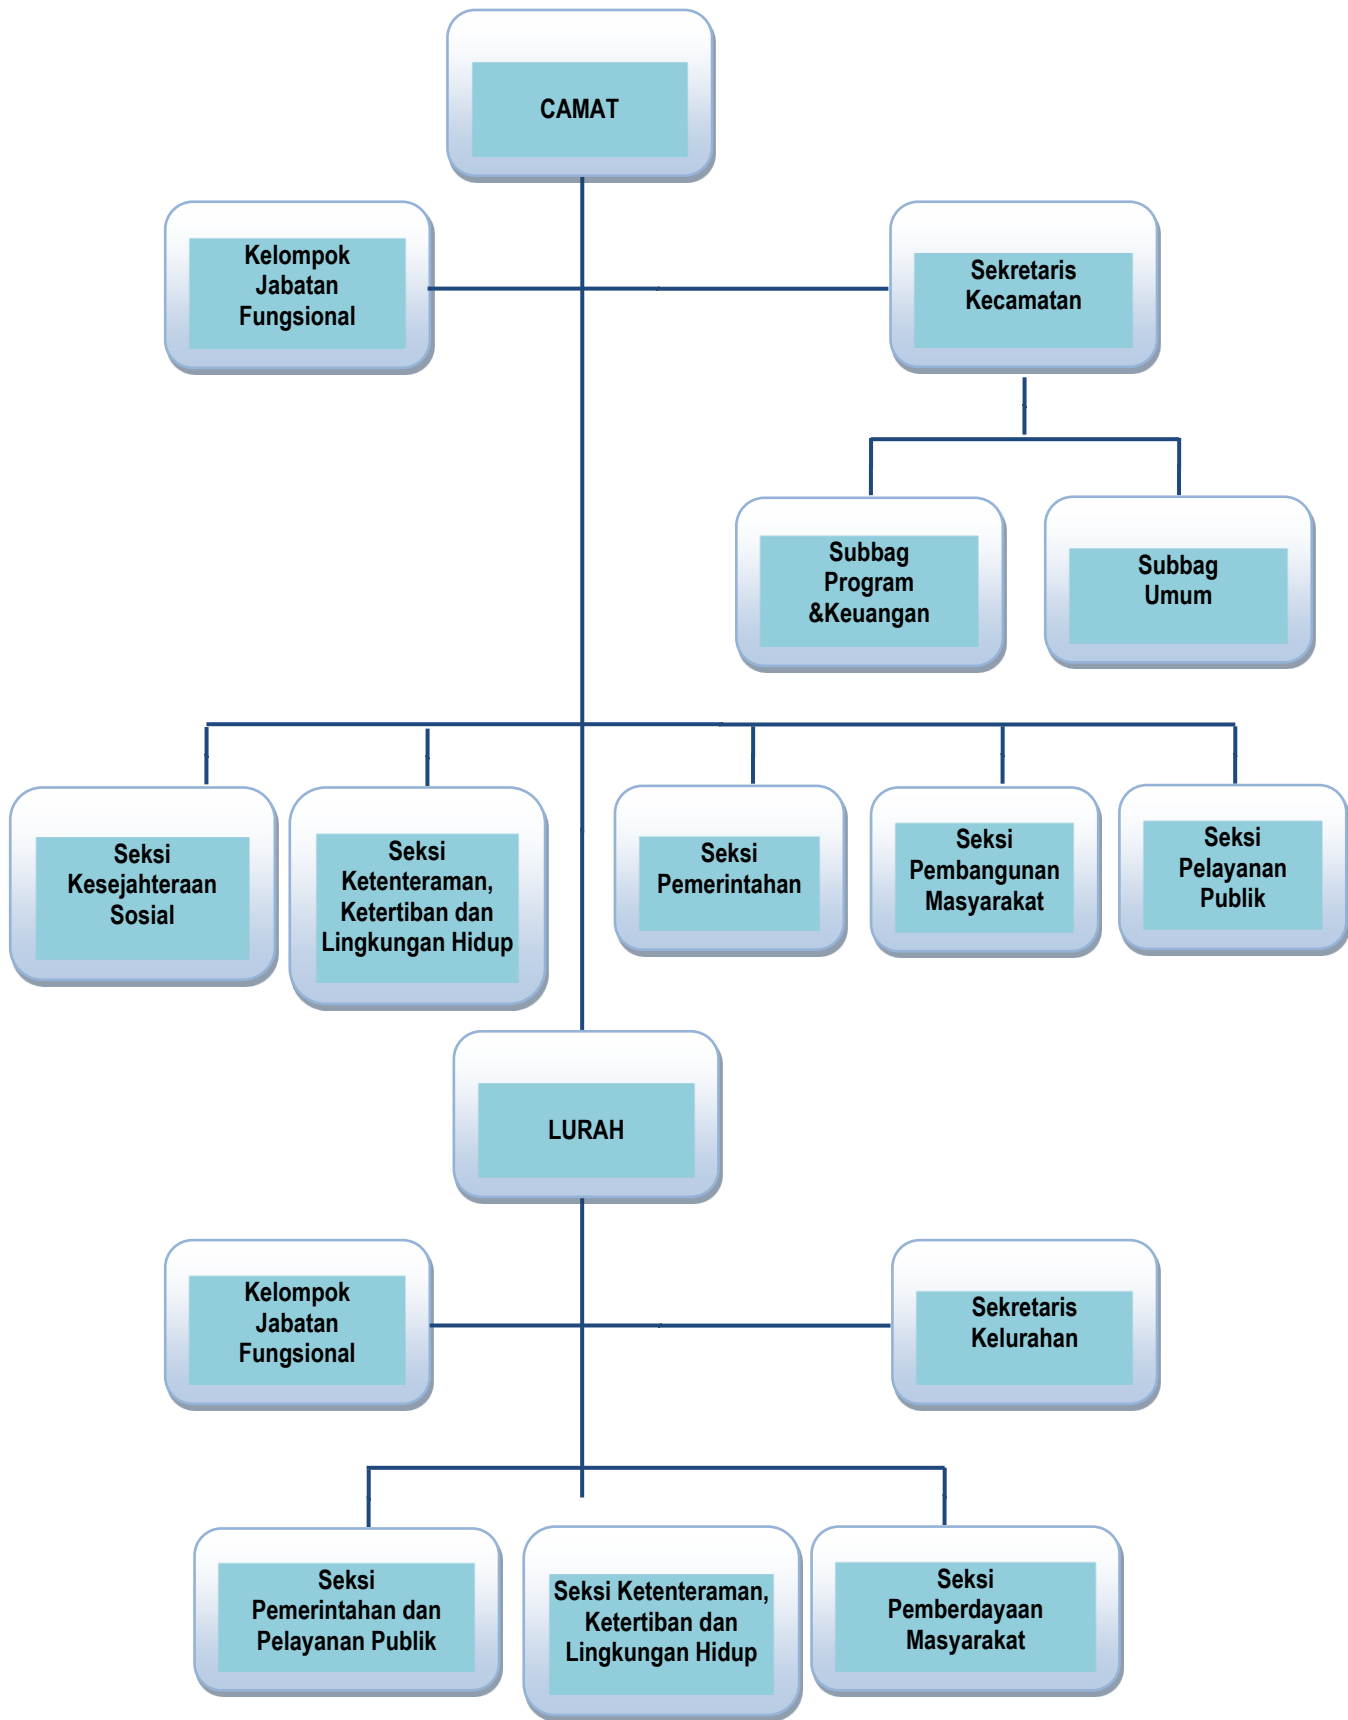 CAMAT
Kelompok
Jabatan
Fungsional
Sekretaris
Kecamatan
Subbag
Program
&Keuangan
Subbag
Umum
Seksi
Kesejahteraan
Sosial
Seksi
Ketenteraman,
Ketertiban dan
Lingkungan Hidup
Seksi
Pemerintahan
Seksi
Pembangunan
Masyarakat
Seksi
Pelayanan
Publik
LURAH
Kelompok
Jabatan
Fungsional
Sekretaris
Kelurahan
Seksi
Pemerintahan dan
Pelayanan Publik
Seksi Ketenteraman,
Ketertiban dan
Lingkungan Hidup
Seksi
Pemberdayaan
Masyarakat